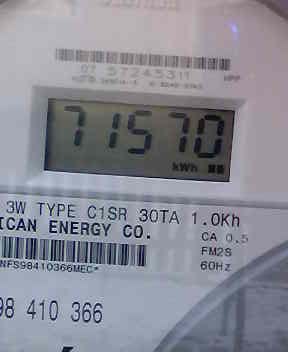 07 57245311
71570
kWh
3W TYPE C1SR 30TA 1.0Kh
ICAN ENERGY CO.
CA 0.5
FM2S
60Hz
NFS98410366MEC*
98 410 366